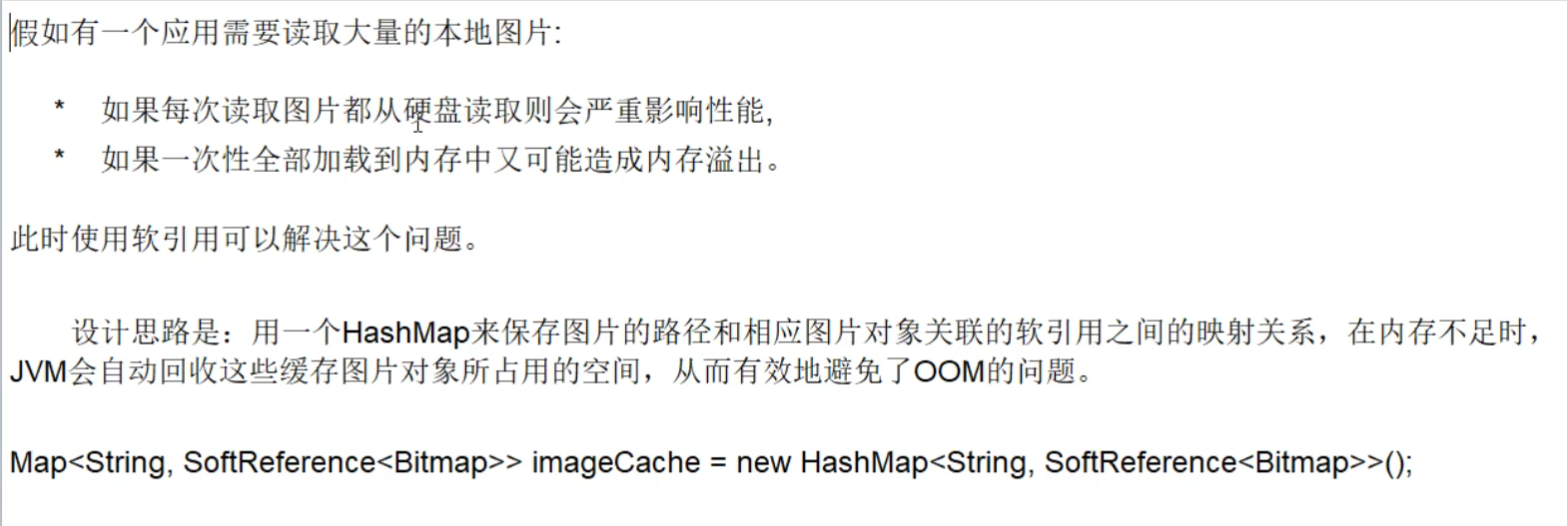 假如有一个应用需要读取大量的本地图片:
* 如果每次读取图片都从硬盘读取则会严重影响性能,
* 如果一次性全部加载到内存中又可能造成内存溢出。
此时使用软引用可以解决这个问题。
设计思路是：用一个HashMap来保存图片的路径和相应图片对象关联的软引用之间的映射关系，在内存不足时，
JVM会自动回收这些缓存图片对象所占用的空间，从而有效地避免了OOM的问题。
Map<String, SoftReference<Bitmap>> imageCache = new HashMap<String, SoftReference<Bitmap>>();